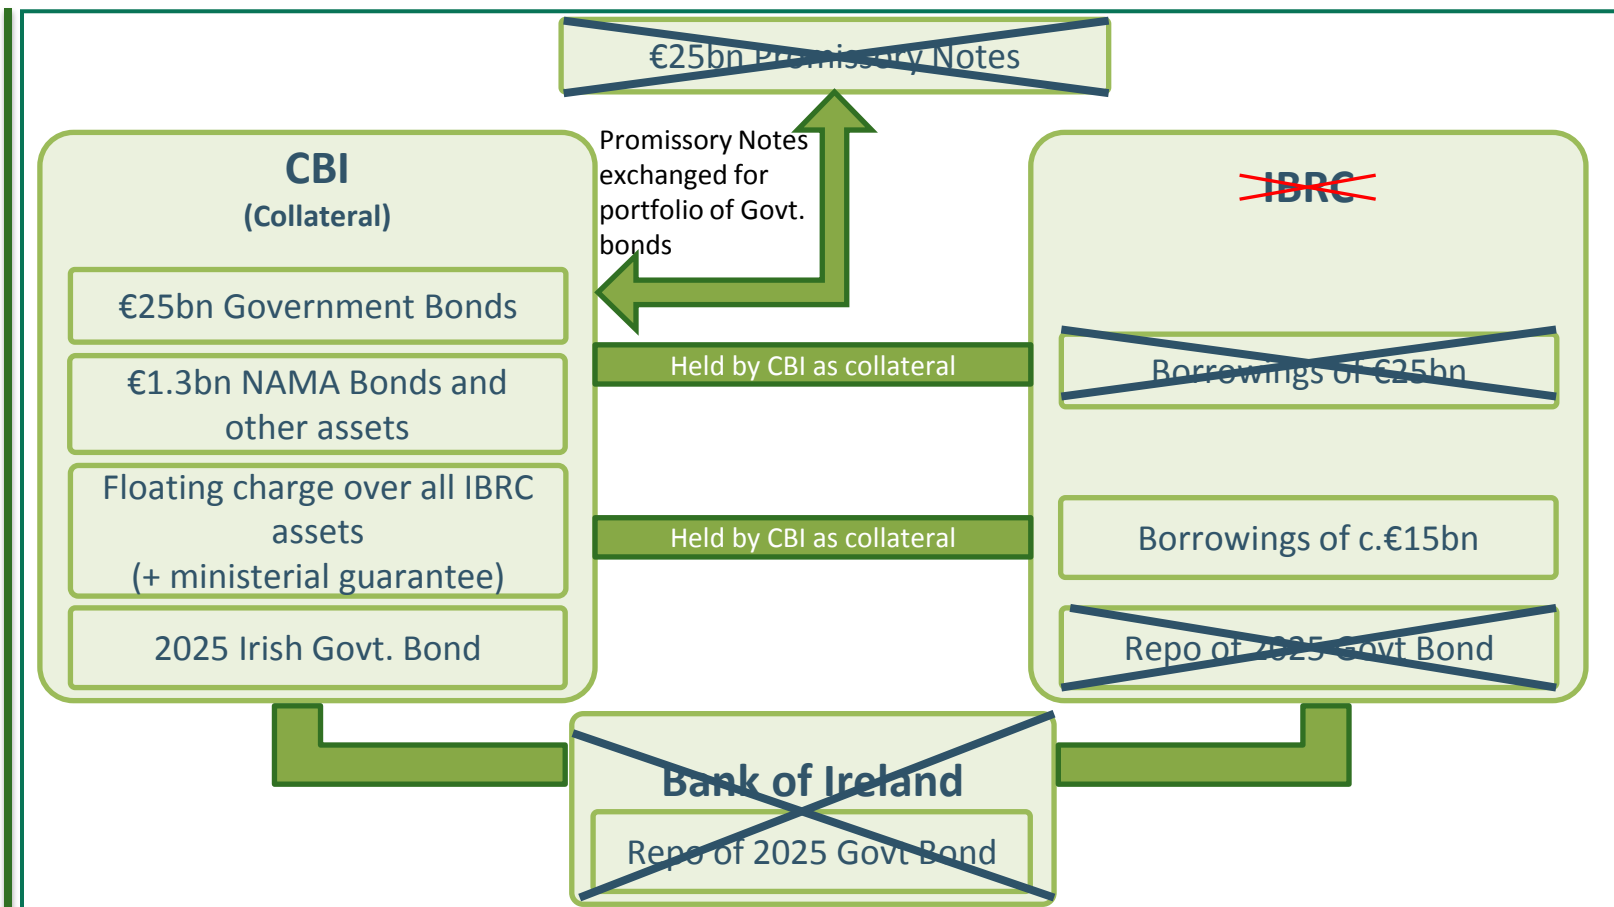 €25bn Promissory Notes
Promissory Notes
exchanged for
portfolio of Govt.
bonds
CBI
(Collateral)
€25bn Government Bonds
€1.3bn NAMA Bonds and
other assets
Floating charge over all IBRC
assets
(+ ministerial guarantee)
2025 Irish Govt. Bond
Held by CBI as collateral
Held by CBI as collateral
IBRC
Borrowings of €25bn
Borrowings of c.€15bn
Repo of 2025 Govt Bond
Bank of Ireland
Repo of 2025 Govt Bond